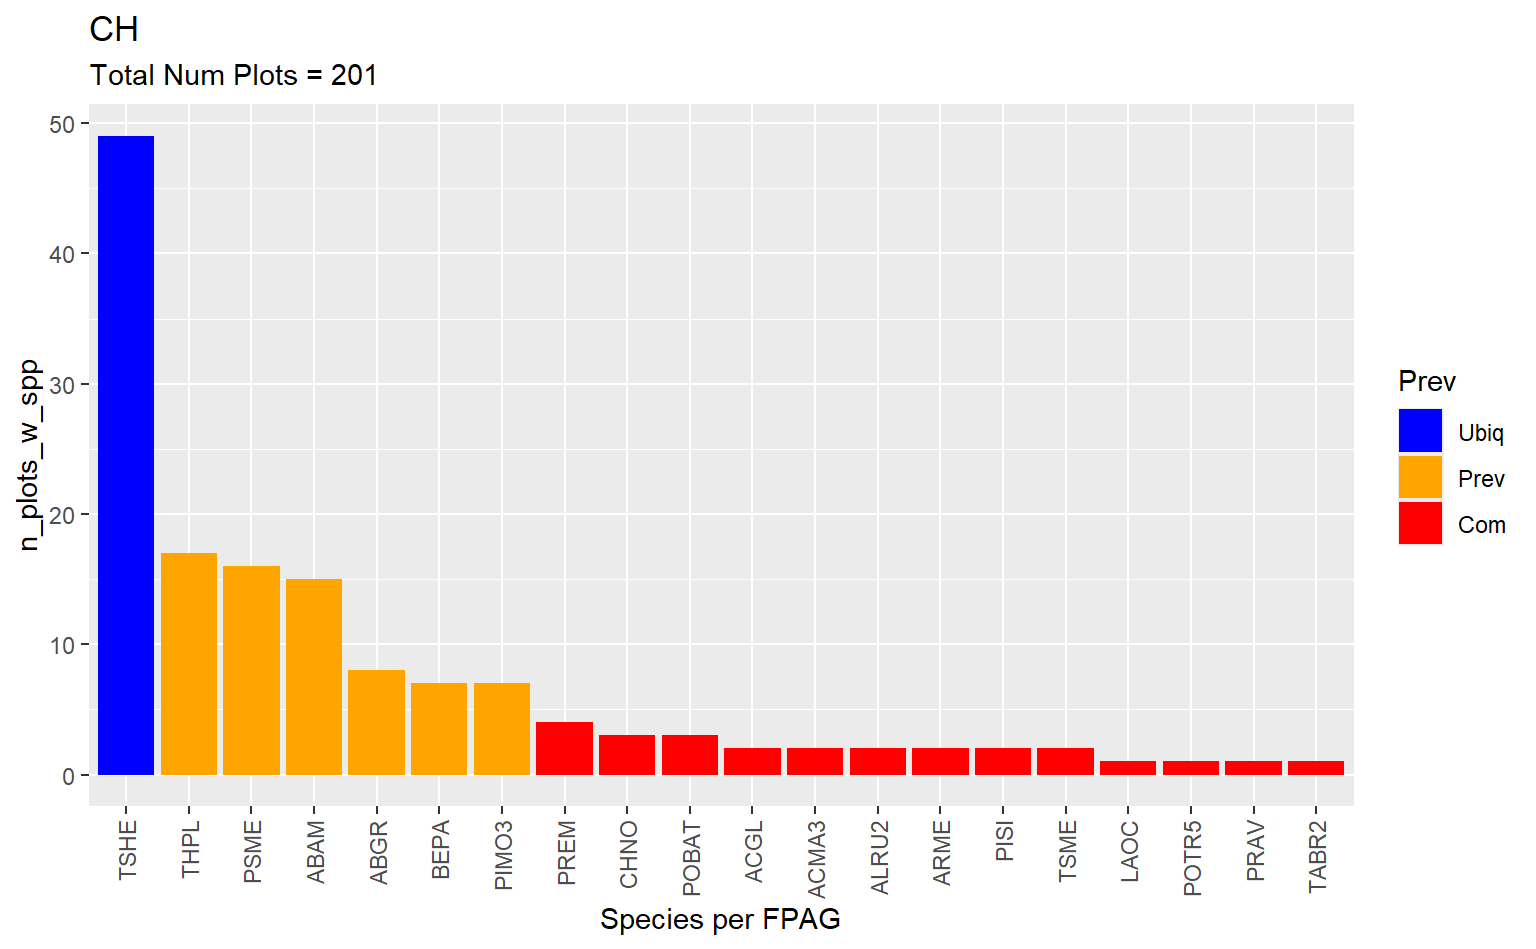 CH
Total Num Plots = 201
n_plots_w_spp
50
40
30
20
10
0
TSHE
THPL
PSME
ABAM
ABGR
BEPA
PIMO3
PREM
CHNO
POBAT
ACGL
ACMA3
ALRU2
ARME
PISI
TSME
LAOC
POTR5
PRAV
TABR2
Species per FPAG
Prev
Ubiq
Prev
Com